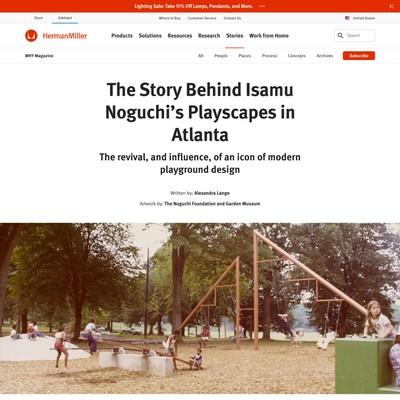 Lighting Sale: Take 15% Off Lamps, Pendants, and More.
Store Contract Where to Buy Customer Service Contact Us United States
HermanMiller Products Solutions Resources Research Stories Work from Home Search
WHY Magazine All People Places Process Concepts Archives Subscribe
The Story Behind Isamu
Noguchi’s Playscapes in
Atlanta
The revival, and influence, of an icon of modern
playground design
Written by: Alexandra Lange
Artwork by: The Noguchi Foundation and Garden Museum